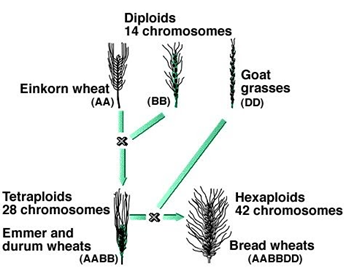 Diploids
14 chromosomes
Einkorn wheat
(AA)
(BB)
Goat
grasses
(DD)
Tetraploids
28 chromosomes
Emmer and
durum wheats
(AABB)
Hexaploids
42 chromosomes
Bread wheats
(AABBDD)